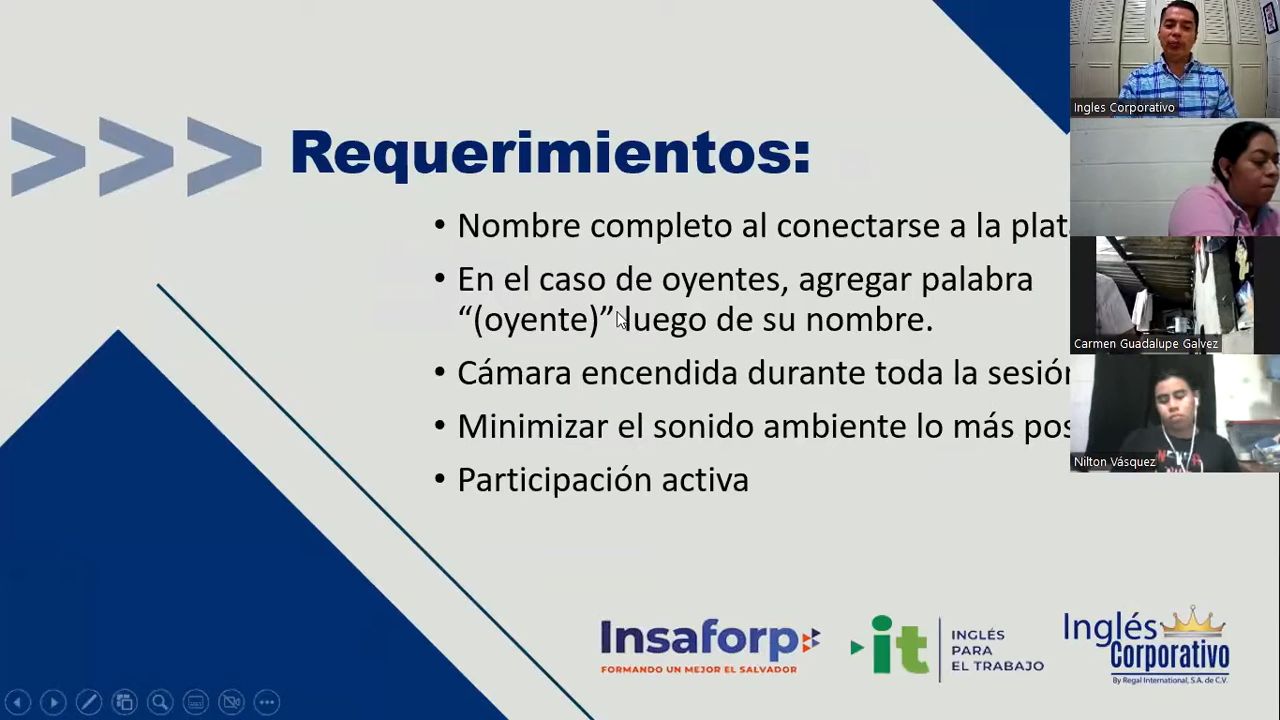 >>> Requerimientos:
• Nombre completo al conectarse a la plat
• En el caso de oyentes, agregar palabra
“(oyente)” luego de su nombre.
• Cámara encendida durante toda la sesión
• Minimizar el sonido ambiente lo más pos
• Participación activa
Ingles Corporativo
Carmen Guadalupe Galvez
Nilton Vásquez
Insaforp
FORMANDO UN MEJOR EL SALVADOR
it
INGLÉS
PARA
EL TRABAJO
Inglés
Corporativo
By Regal International, S.A. de C.V.